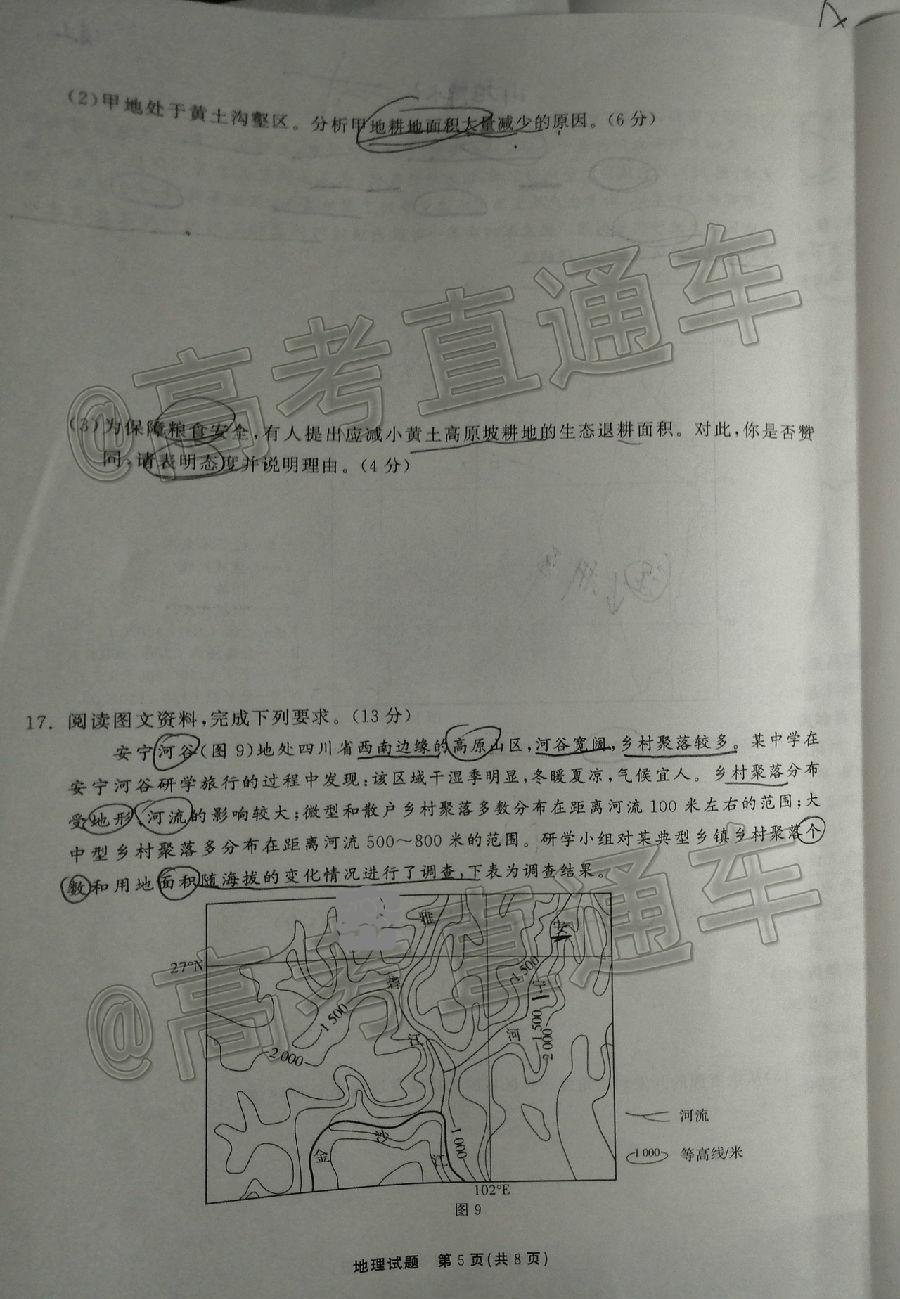 (2)甲地处于黄土沟壑区。分析甲地耕地面积大量减少的原因。(6分)
(3)为保障粮食安全,有人提出应减小黄土高原坡耕地的生态退耕面积。对此,你是否赞
同,请表明态度并说明理由。(4分)
17. 阅读图文资料,完成下列要求。(13分)
安宁河谷(图9)地处四川省西南边缘的高原山区,河谷宽阔,乡村聚落较多。某中学在
安宁河谷研学旅行的过程中发现:该区域干湿季明显,冬暖夏凉,气候宜人。乡村聚落分布
受地形、河流的影响较大;微型和散户乡村聚落多数分布在距离河流100米左右的范围;大
中型乡村聚落多分布在距离河流500~800米的范围。研学小组对某典型乡镇乡村聚落个
数和用地面积随海拔的变化情况进行了调查,下表为调查结果。
27°N
雅
砻
江
河
1 500
2 000
1 500
1 500
2 000
1 000
金
沙
江
102°E
河流
1 000 等高线/米
图9
地理试题 第5页(共8页)
@高考直通车
@高考直通车